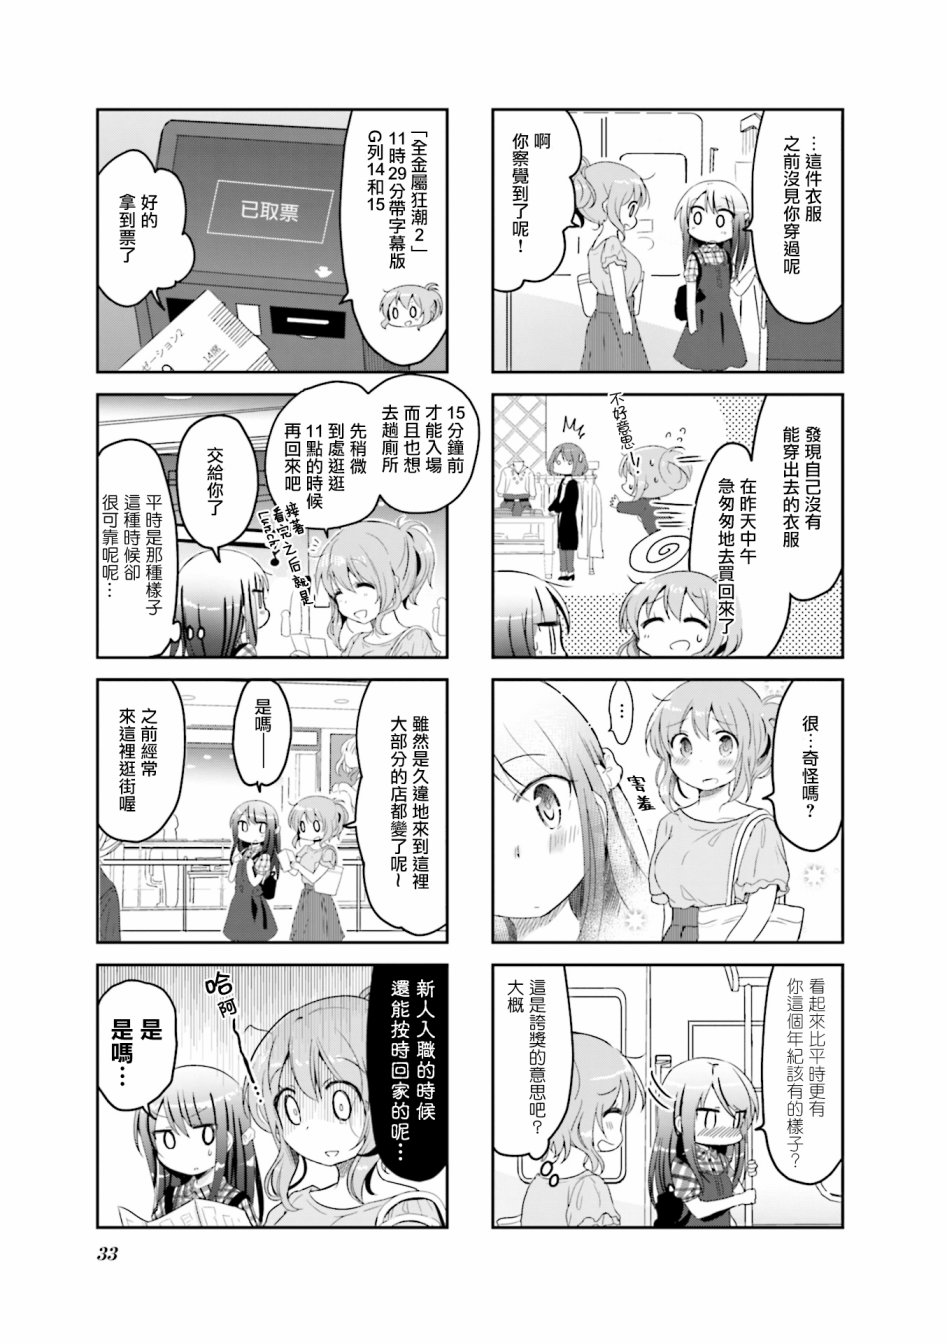 …這件衣服
之前沒見你穿過呢
啊
你察覺到了呢！
發現自己沒有
能穿出去的衣服
在昨天中午
急匆匆地去買回來了
不好意思！
很…奇怪嗎？
…
害羞
看起來比平時更有
你這個年紀該有的樣子？
這是誇獎的意思吧？
大概
「全金屬狂潮2」
11時29分帶字幕版
G列14和15
已取票
好的
拿到票了
ゼーション2
14席
15分鐘前
才能入場
而且也想
去趟廁所
先稍微
到處逛逛
11點的時候
再回來吧
接著
看完之后就是
Lunch♪
交給你了
平時是那種樣子
這種時候卻
很可靠呢呢…
雖然是久違地來到這裡
大部分的店都變了呢~
是嗎──
之前經常
來這裡逛街喔
新人入職的時候
還能按時回家的呢…
哈
阿
是
是嗎…
33